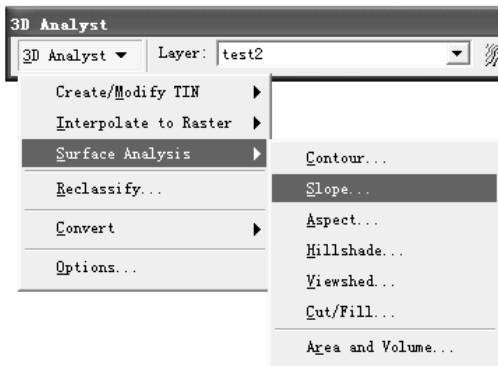 3D Analyst
3D Analyst Layer: test2
Create/Modify TIN
Interpolate to Raster
Surface Analysis
Contour...
Reclassify...
Slope...
Convert
Aspect...
Hillshade...
Options...
Viewshed...
Cut/Fill...
Area and Volume...